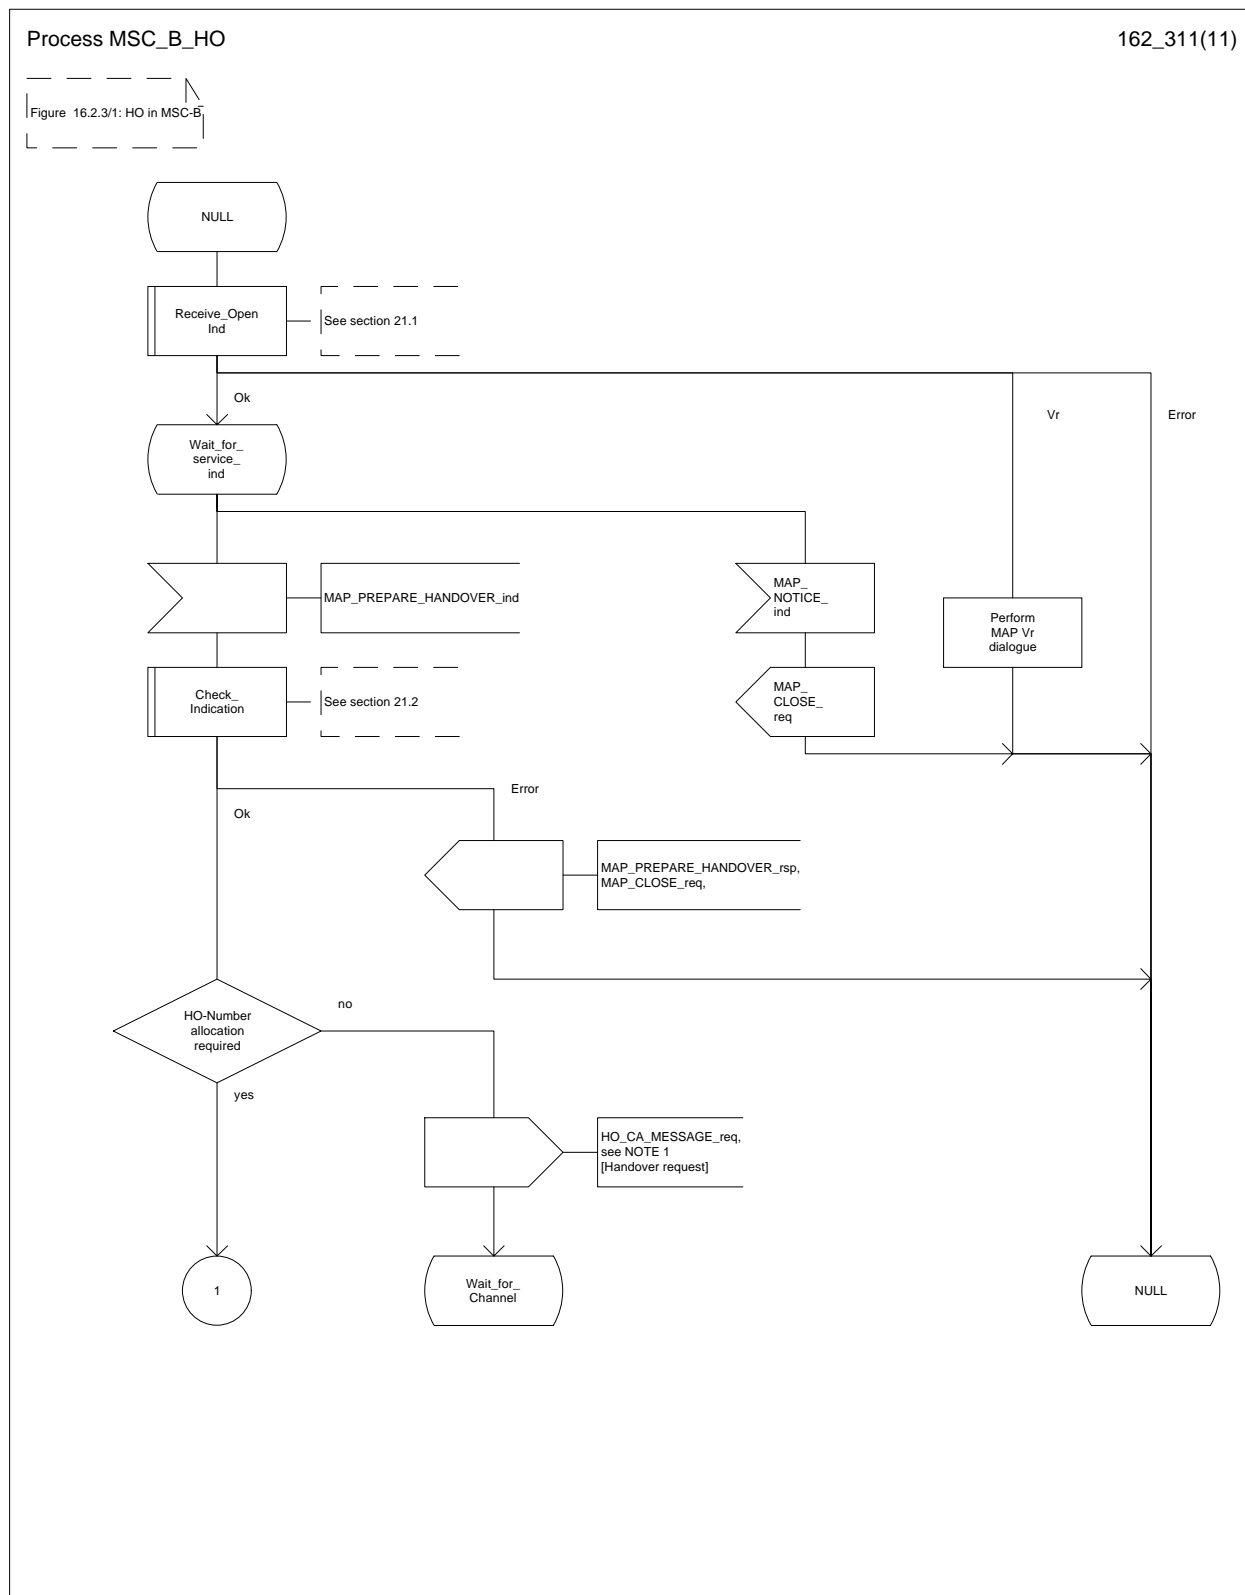 Process MSC_B_HO
162_311(11)
Figure 16.2.3/1: HO in MSC-B
NULL
Receive_Open
Ind
See section 21.1
Ok
Vr
Error
Wait_for_
service_
ind
MAP_PREPARE_HANDOVER_ind
MAP_
NOTICE_
ind
Perform
MAP Vr
dialogue
Check_
Indication
See section 21.2
MAP_
CLOSE_
req
Error
Ok
MAP_PREPARE_HANDOVER_rsp,
MAP_CLOSE_req,
HO-Number
allocation
required
no
yes
HO_CA_MESSAGE_req,
see NOTE 1
[Handover request]
1
Wait_for_
Channel
NULL